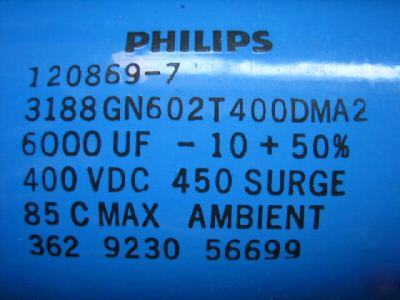 PHILIPS
120869-7
3188GN602T400DMA2
6000 UF - 10 + 50%
400 VDC 450 SURGE
85 C MAX AMBIENT
362 9230 56699